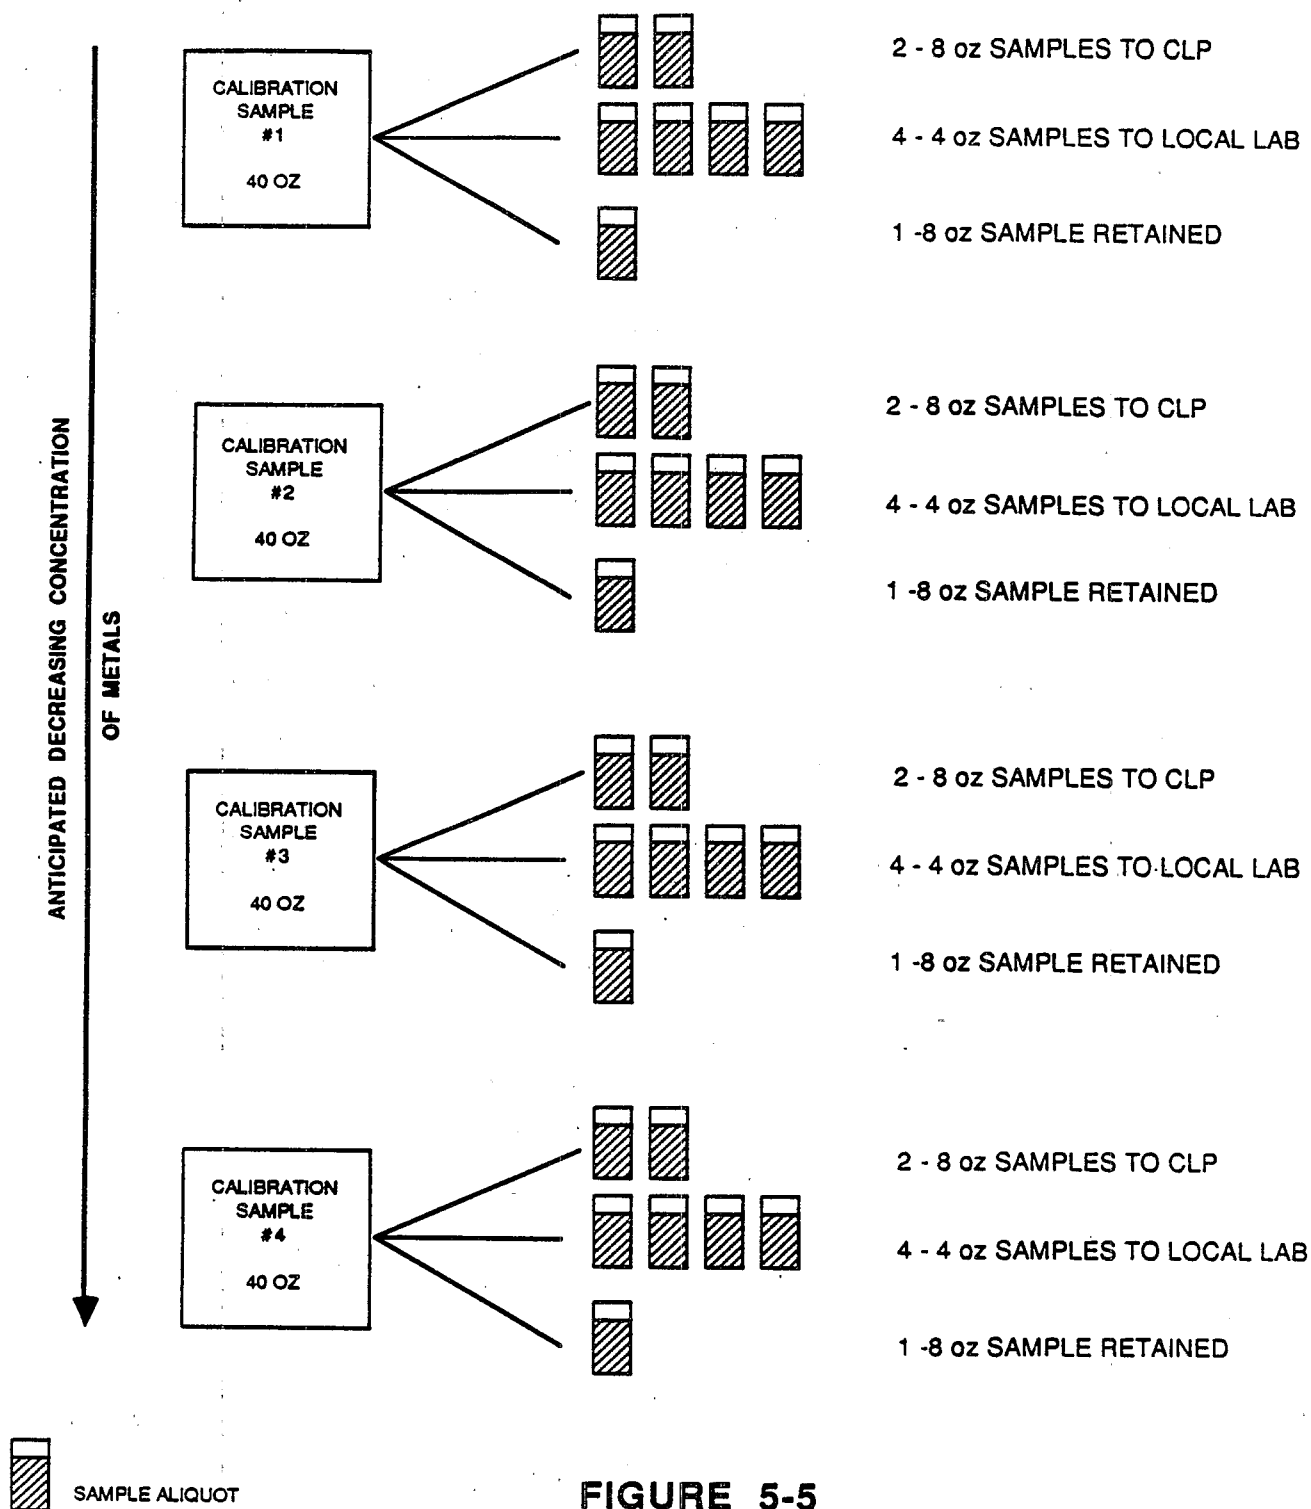 ANTICIPATED DECREASING CONCENTRATION
OF METALS
CALIBRATION
SAMPLE
#1
40 OZ
2 - 8 oz SAMPLES TO CLP
4 - 4 oz SAMPLES TO LOCAL LAB
1 -8 oz SAMPLE RETAINED
CALIBRATION
SAMPLE
#2
40 OZ
2 - 8 oz SAMPLES TO CLP
4 - 4 oz SAMPLES TO LOCAL LAB
1 -8 oz SAMPLE RETAINED
CALIBRATION
SAMPLE
#3
40 OZ
2 - 8 oz SAMPLES TO CLP
4 - 4 oz SAMPLES TO LOCAL LAB
1 -8 oz SAMPLE RETAINED
CALIBRATION
SAMPLE
#4
40 OZ
2 - 8 oz SAMPLES TO CLP
4 - 4 oz SAMPLES TO LOCAL LAB
1 -8 oz SAMPLE RETAINED
SAMPLE ALIQUOT
FIGURE 5-5